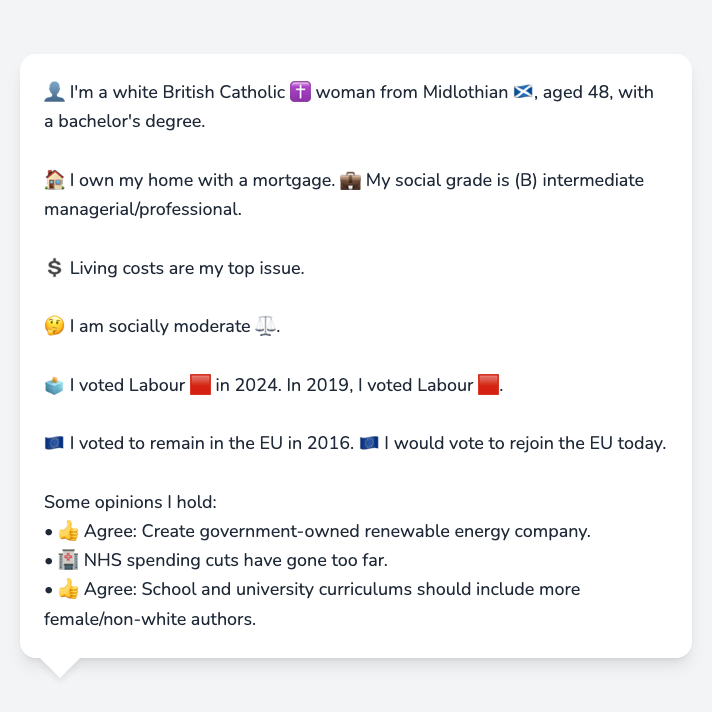 👤 I'm a white British Catholic ✝️ woman from Midlothian 🏴󠁧󠁢󠁳󠁣󠁴󠁿, aged 48, with
a bachelor's degree.
🏠 I own my home with a mortgage. 💼 My social grade is (B) intermediate
managerial/professional.
💲 Living costs are my top issue.
🤔 I am socially moderate ⚖️.
🗳️ I voted Labour 🟥 in 2024. In 2019, I voted Labour 🟥.
🇪🇺 I voted to remain in the EU in 2016. 🇪🇺 I would vote to rejoin the EU today.
Some opinions I hold:
• 👍 Agree: Create government-owned renewable energy company.
• 🏥 NHS spending cuts have gone too far.
• 👍 Agree: School and university curriculums should include more
female/non-white authors.